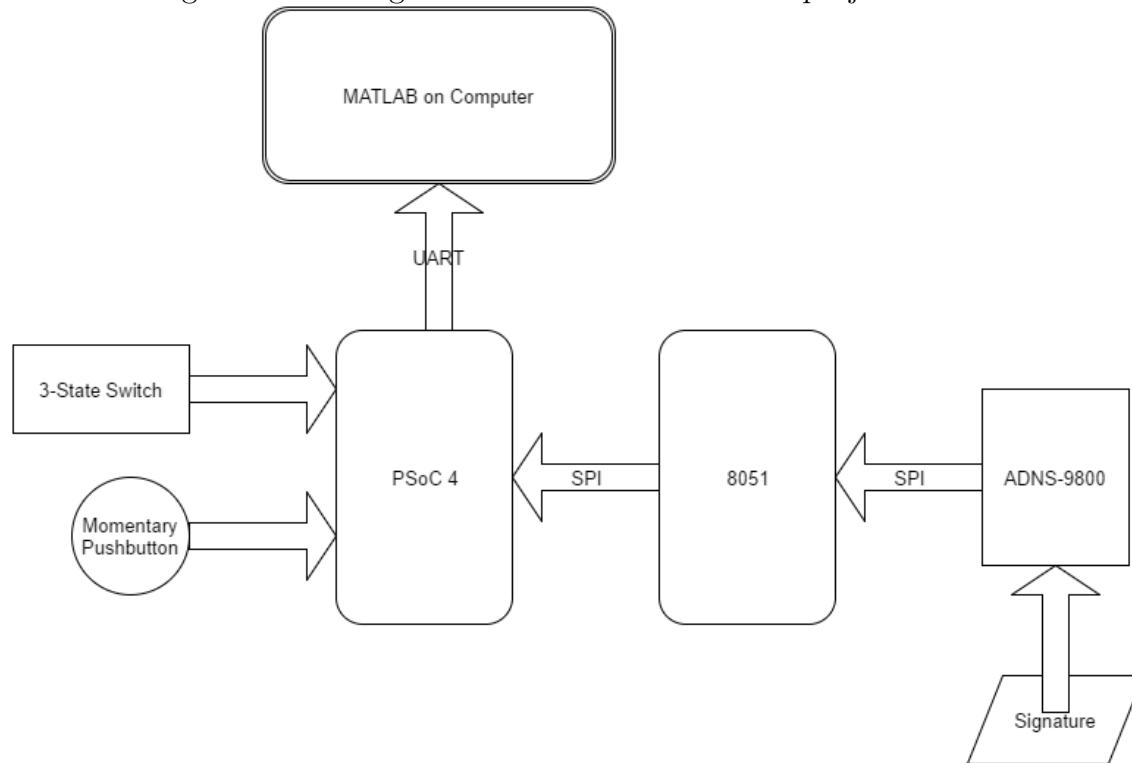 MATLAB on Computer
UART
3-State Switch
PSoC 4
SPI
8051
SPI
ADNS-9800
Momentary
Pushbutton
Signature